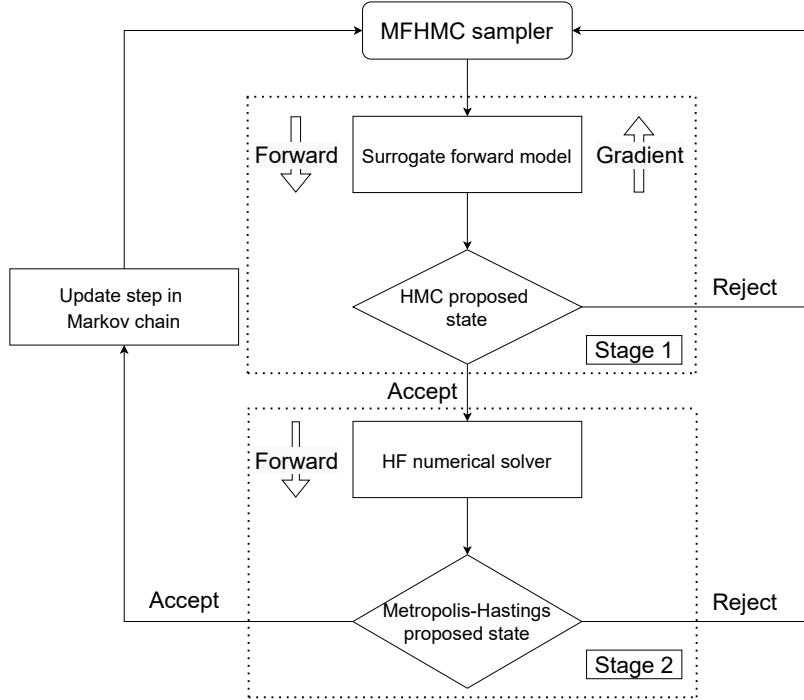 MFHMC sampler
Forward
Surrogate forward model
Gradient
Update step in
Markov chain
HMC proposed
state
Reject
Stage 1
Accept
Forward
HF numerical solver
Accept
Metropolis-Hastings
proposed state
Reject
Stage 2